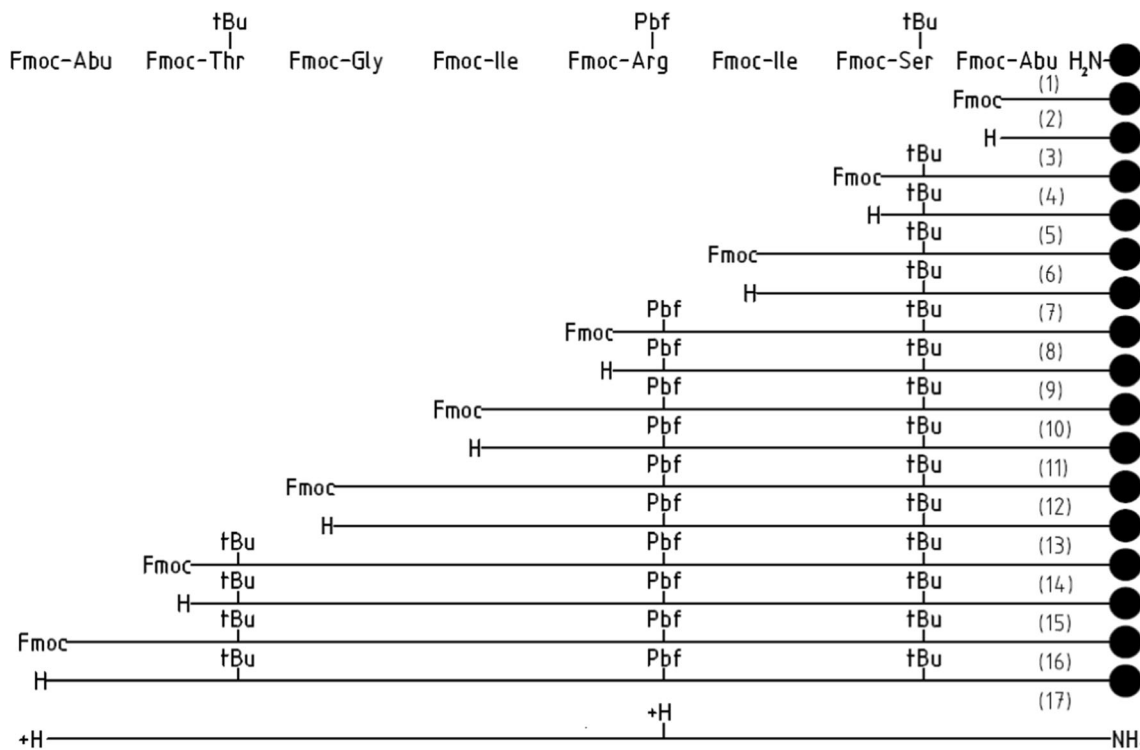 tBu Pbf tBu
Fmoc-Abu Fmoc-Thr Fmoc-Gly Fmoc-Ile Fmoc-Arg Fmoc-Ile Fmoc-Ser Fmoc-Abu H₂N
(1)
Fmoc
(2)
H
tBu (3)
Fmoc
tBu (4)
H
tBu (5)
Fmoc
tBu (6)
H
Pbf tBu (7)
Fmoc
Pbf tBu (8)
H
Pbf tBu (9)
Fmoc
Pbf tBu (10)
H
Pbf tBu (11)
Fmoc
Pbf tBu (12)
H
tBu Pbf tBu (13)
Fmoc
tBu Pbf tBu (14)
H
tBu Pbf tBu (15)
Fmoc
tBu Pbf tBu (16)
H
(17)
+H
+H NH